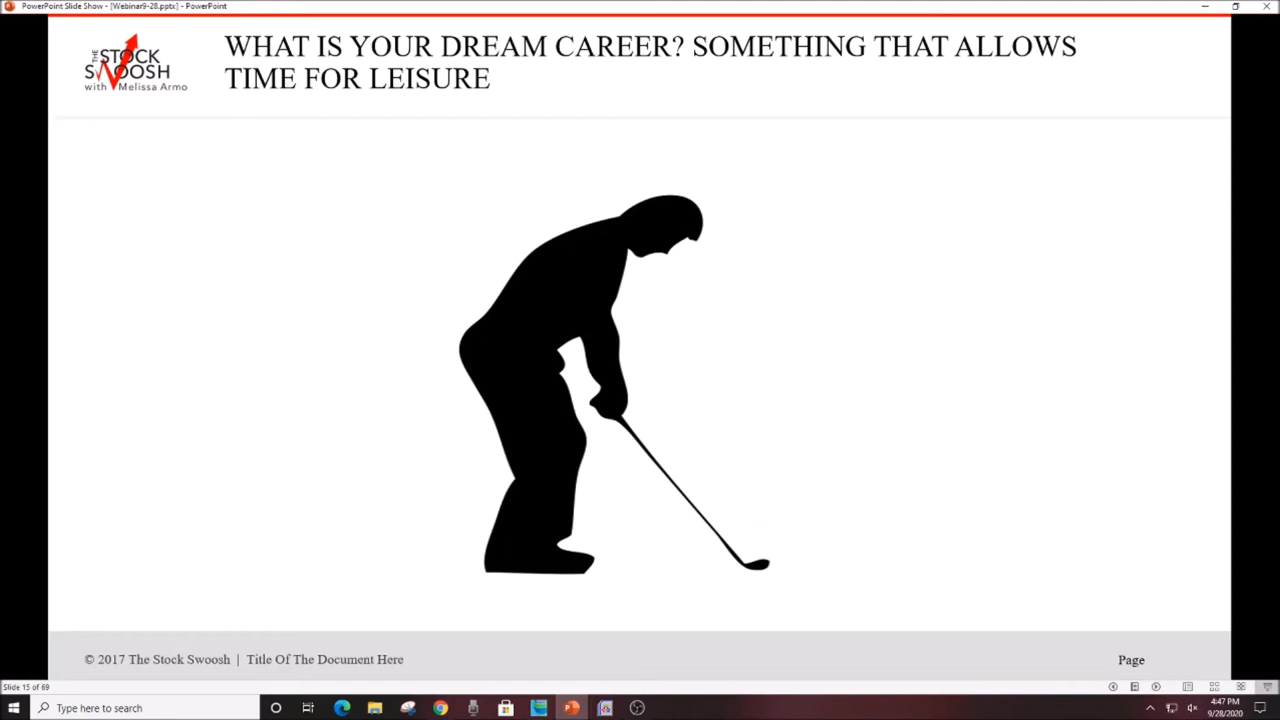 PowerPoint Slide Show - [Webinar9-28.pptx] - PowerPoint
THE
STOCK
SWOOSH
with Melissa Armo
WHAT IS YOUR DREAM CAREER? SOMETHING THAT ALLOWS
TIME FOR LEISURE
© 2017 The Stock Swoosh | Title Of The Document Here
Page
Slide 15 of 69
Type here to search
4:47 PM
9/28/2020